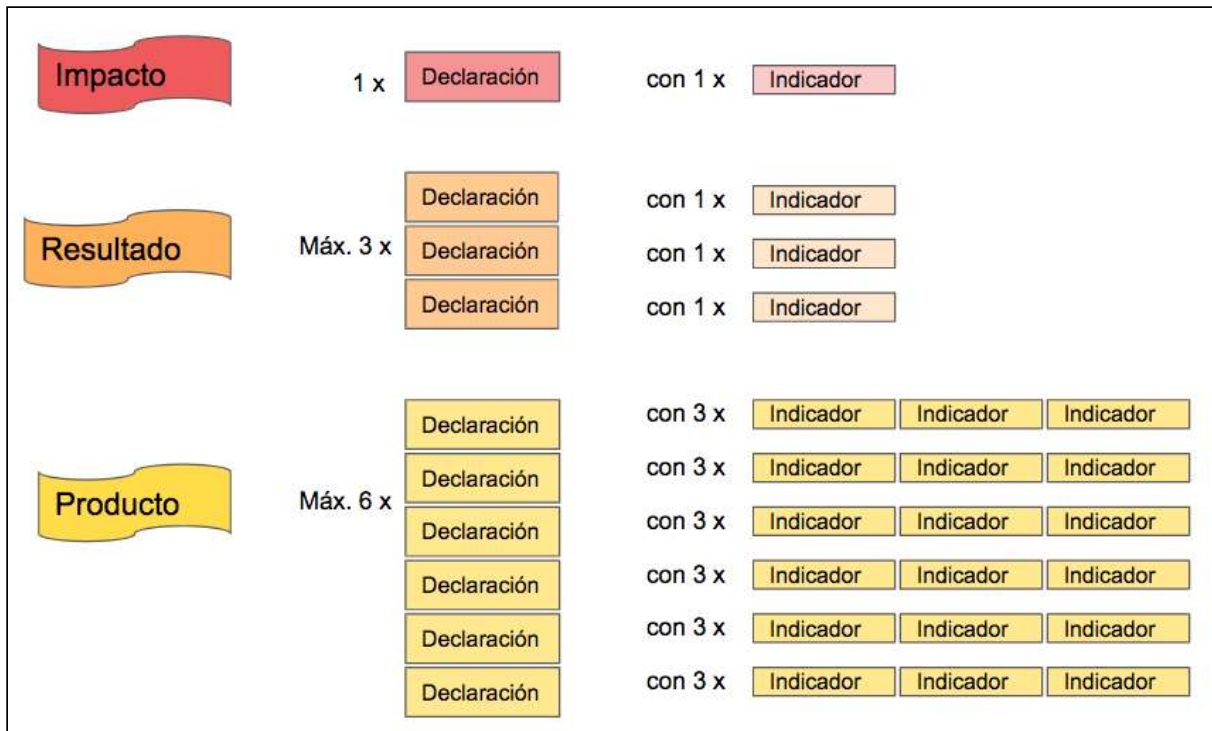 Impacto
1 x Declaración con 1 x Indicador
Resultado
Máx. 3 x
Declaración con 1 x Indicador
Declaración con 1 x Indicador
Declaración con 1 x Indicador
Producto
Máx. 6 x
Declaración con 3 x Indicador Indicador Indicador
Declaración con 3 x Indicador Indicador Indicador
Declaración con 3 x Indicador Indicador Indicador
Declaración con 3 x Indicador Indicador Indicador
Declaración con 3 x Indicador Indicador Indicador
Declaración con 3 x Indicador Indicador Indicador